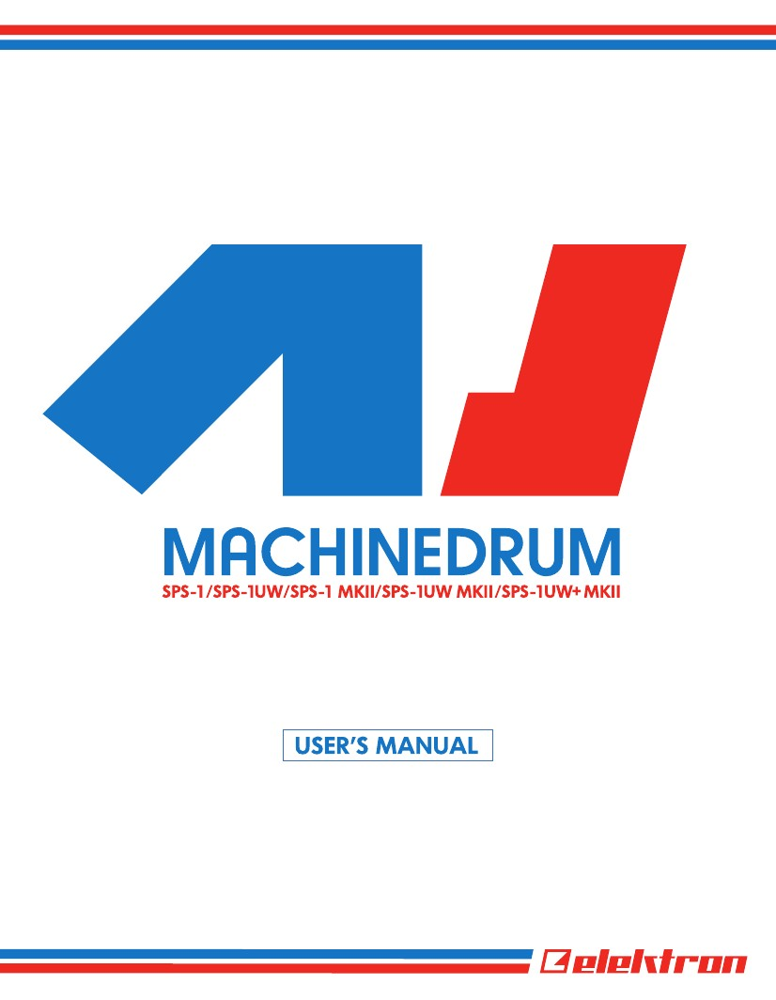 MACHINEDRUM
SPS-1/SPS-1UW/SPS-1 MKII/SPS-1UW MKII/SPS-1UW+ MKII
USER'S MANUAL
elektron